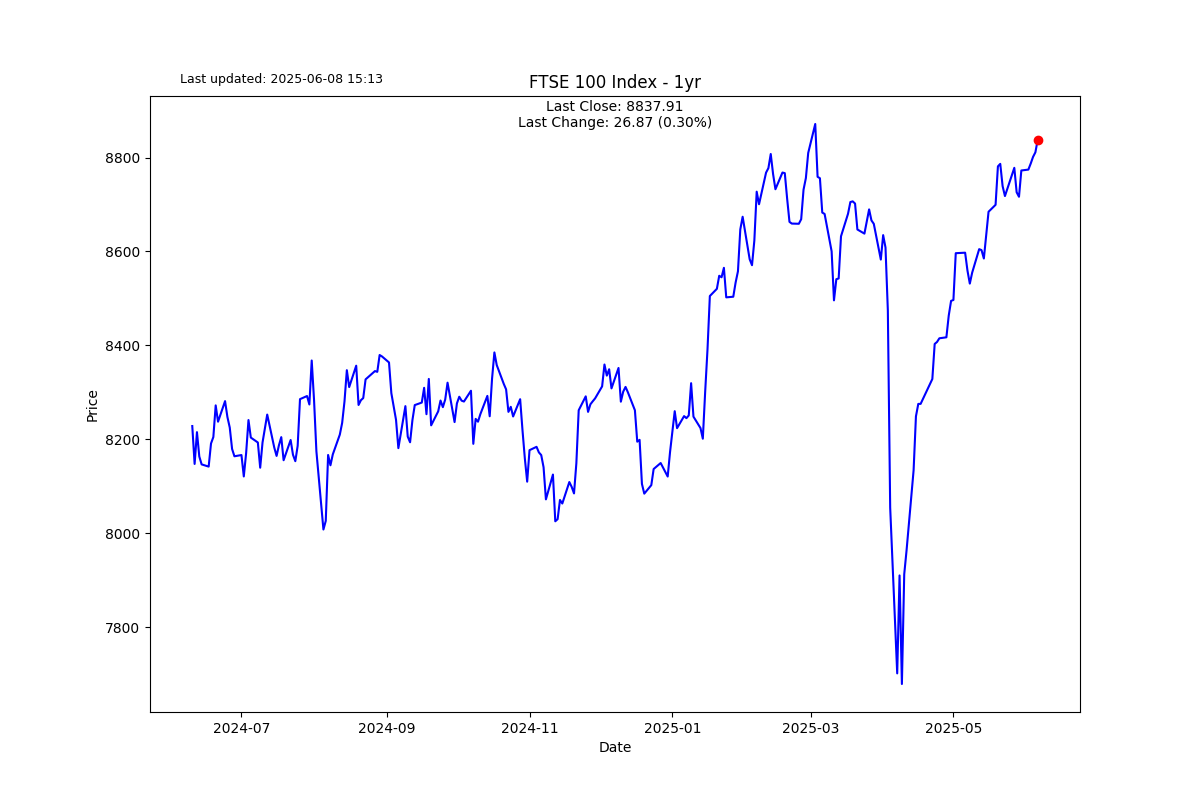 Last updated: 2025-06-08 15:13
FTSE 100 Index - 1yr
Last Close: 8837.91
Last Change: 26.87 (0.30%)
8800
8600
8400
8200
8000
7800
Price
2024-07
2024-09
2024-11
2025-01
2025-03
2025-05
Date